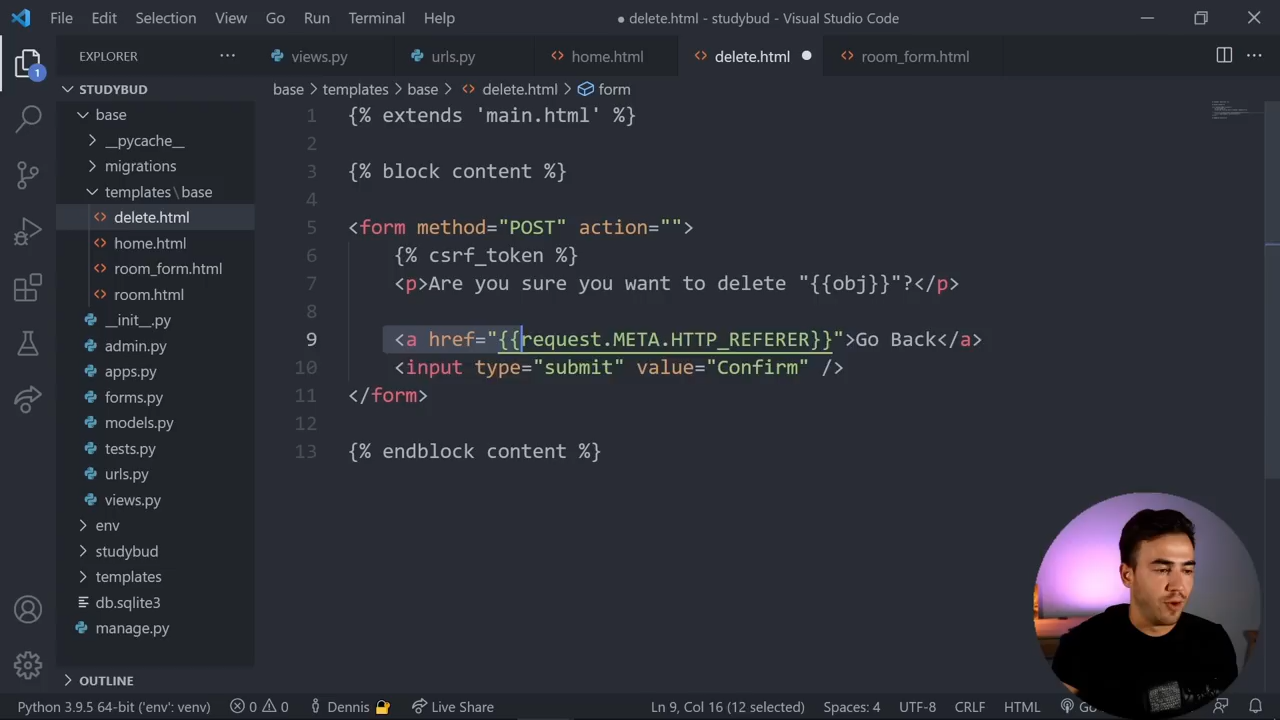 File Edit Selection View Go Run Terminal Help
● delete.html - studybud - Visual Studio Code
EXPLORER ···
views.py urls.py home.html delete.html ● room_form.html
base > templates > base > delete.html > form
1
STUDYBUD
base
__pycache__
migrations
templates\base
delete.html
home.html
room_form.html
room.html
__init__.py
admin.py
apps.py
forms.py
models.py
tests.py
urls.py
views.py
env
studybud
templates
db.sqlite3
manage.py
OUTLINE
1 {% extends 'main.html' %}
2
3 {% block content %}
4
5 <form method="POST" action="">
6 {% csrf_token %}
7 <p>Are you sure you want to delete "{{obj}}"?</p>
8
9 <a href="{{request.META.HTTP_REFERER}}">Go Back</a>
10 <input type="submit" value="Confirm" />
11 </form>
12
13 {% endblock content %}
Python 3.9.5 64-bit ('env': venv) 0 0 Dennis Live Share Ln 9, Col 16 (12 selected) Spaces: 4 UTF-8 CRLF HTML